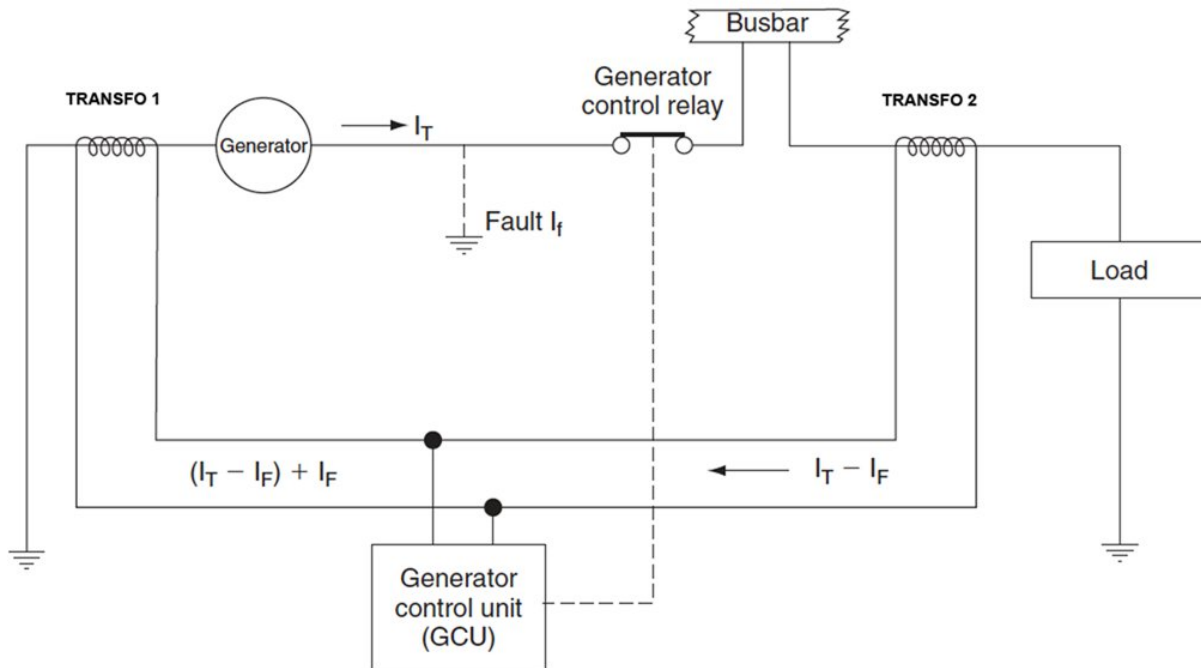 Busbar
Generator
control relay
TRANSFO 1
TRANSFO 2
Generator
I_T
Fault I_f
Load
(I_T − I_F) + I_F
I_T − I_F
Generator
control unit
(GCU)